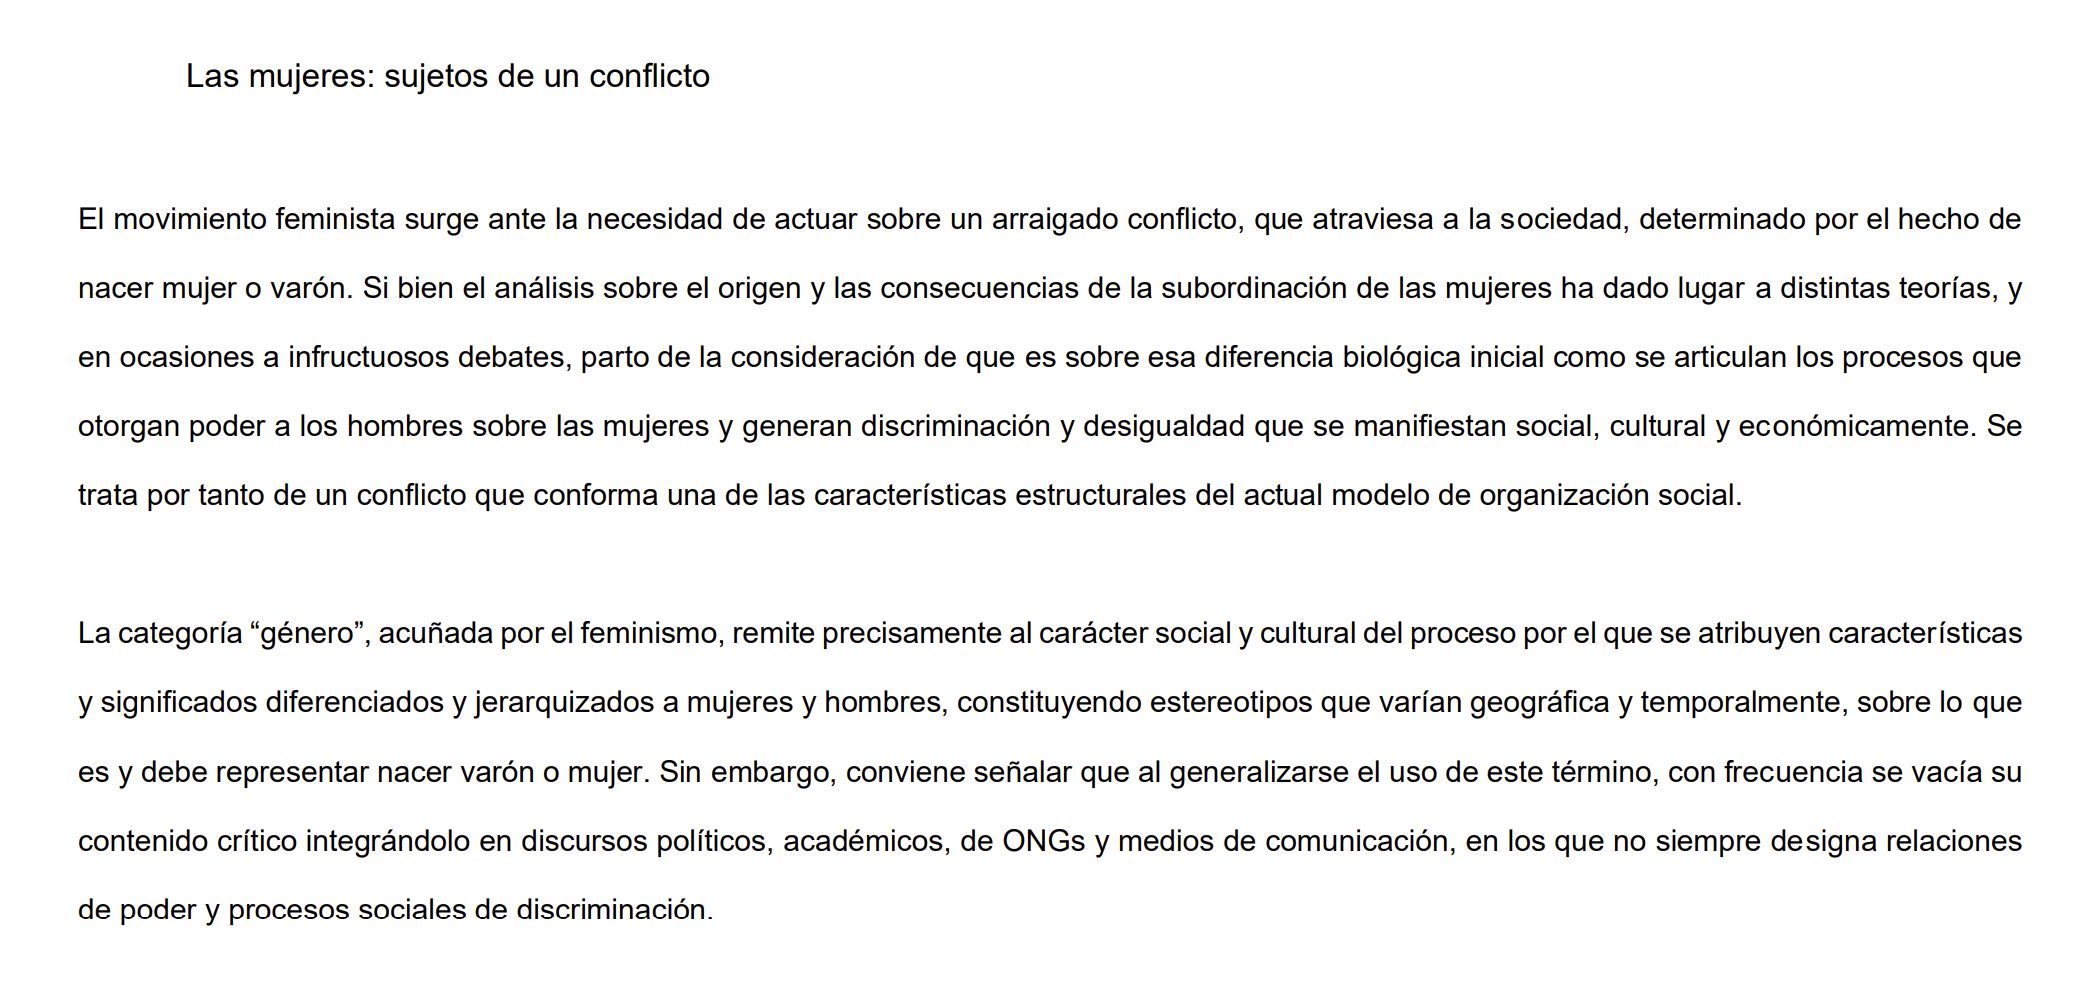 Las mujeres: sujetos de un conflicto
El movimiento feminista surge ante la necesidad de actuar sobre un arraigado conflicto, que atraviesa a la sociedad, determinado por el hecho de
nacer mujer o varón. Si bien el análisis sobre el origen y las consecuencias de la subordinación de las mujeres ha dado lugar a distintas teorías, y
en ocasiones a infructuosos debates, parto de la consideración de que es sobre esa diferencia biológica inicial como se articulan los procesos que
otorgan poder a los hombres sobre las mujeres y generan discriminación y desigualdad que se manifiestan social, cultural y económicamente. Se
trata por tanto de un conflicto que conforma una de las características estructurales del actual modelo de organización social.
La categoría “género”, acuñada por el feminismo, remite precisamente al carácter social y cultural del proceso por el que se atribuyen características
y significados diferenciados y jerarquizados a mujeres y hombres, constituyendo estereotipos que varían geográfica y temporalmente, sobre lo que
es y debe representar nacer varón o mujer. Sin embargo, conviene señalar que al generalizarse el uso de este término, con frecuencia se vacía su
contenido crítico integrándolo en discursos políticos, académicos, de ONGs y medios de comunicación, en los que no siempre designa relaciones
de poder y procesos sociales de discriminación.